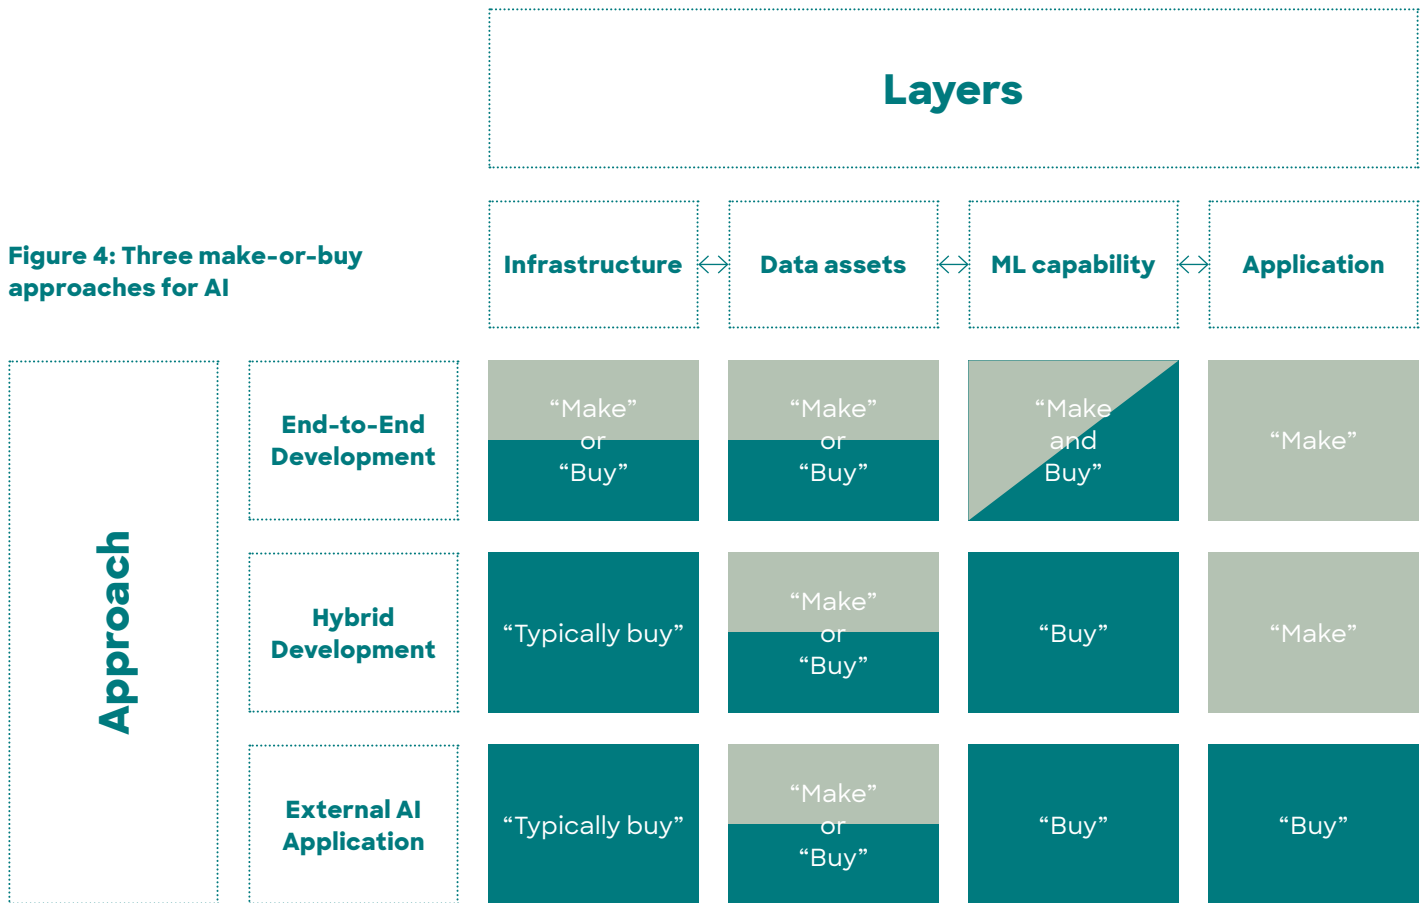 Layers
Figure 4: Three make-or-buy
approaches for AI
Infrastructure
Data assets
ML capability
Application
Approach
End-to-End
Development
“Make”
or
“Buy”
“Make”
or
“Buy”
“Make
and
Buy”
“Make”
Hybrid
Development
“Typically buy”
“Make”
or
“Buy”
“Buy”
“Make”
External AI
Application
“Typically buy”
“Make”
or
“Buy”
“Buy”
“Buy”